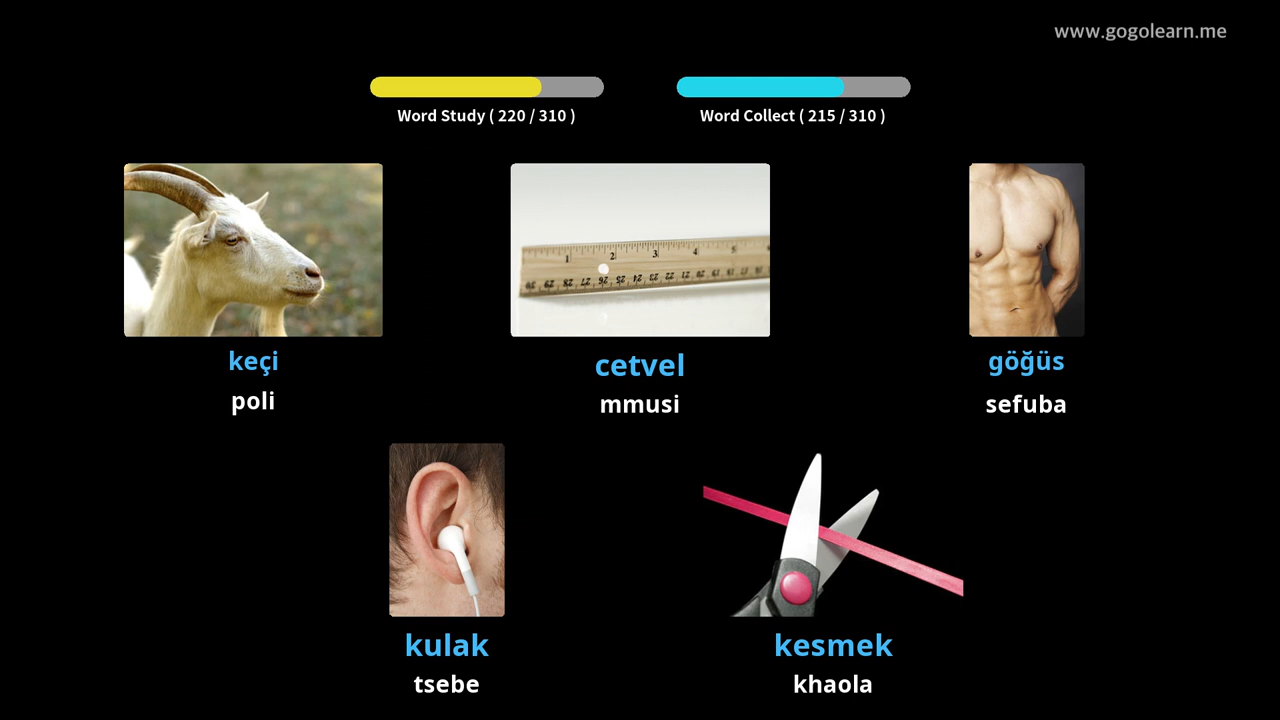 www.gogolearn.me
Word Study ( 220 / 310 )
Word Collect ( 215 / 310 )
keçi
poli
cetvel
mmusi
göğüs
sefuba
kulak
tsebe
kesmek
khaola